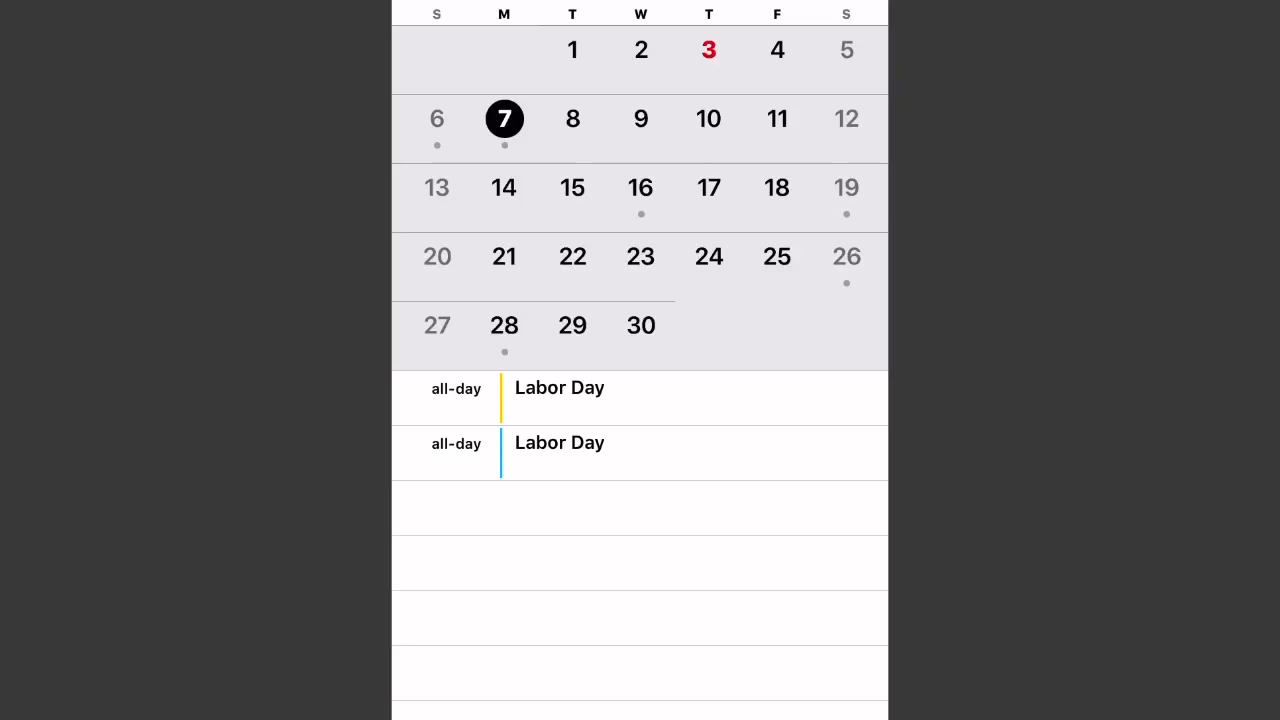 S M T W T F S
1 2 3 4 5
6 7 8 9 10 11 12
13 14 15 16 17 18 19
20 21 22 23 24 25 26
27 28 29 30
all-day Labor Day
all-day Labor Day